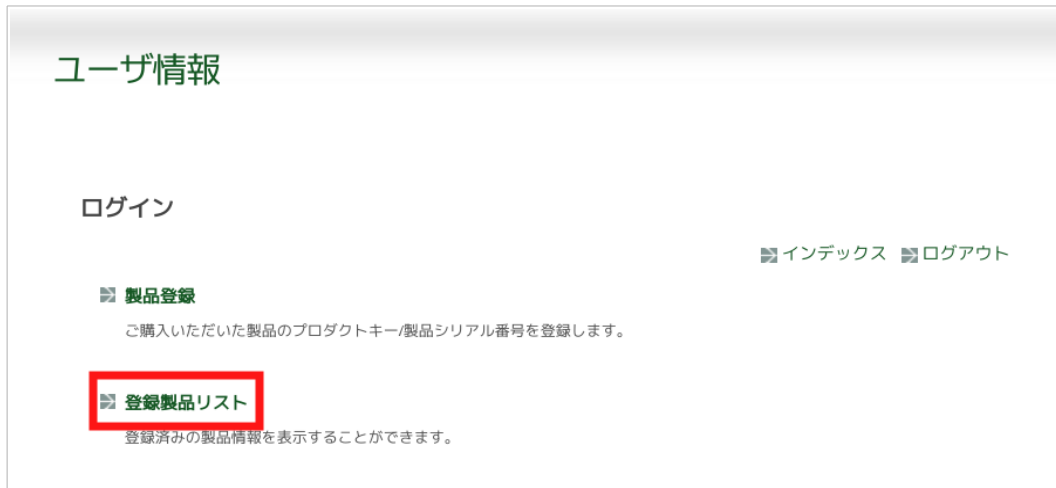 ユーザ情報
ログイン
インデックス ログアウト
製品登録
ご購入いただいた製品のプロダクトキー/製品シリアル番号を登録します。
登録製品リスト
登録済みの製品情報を表示することができます。